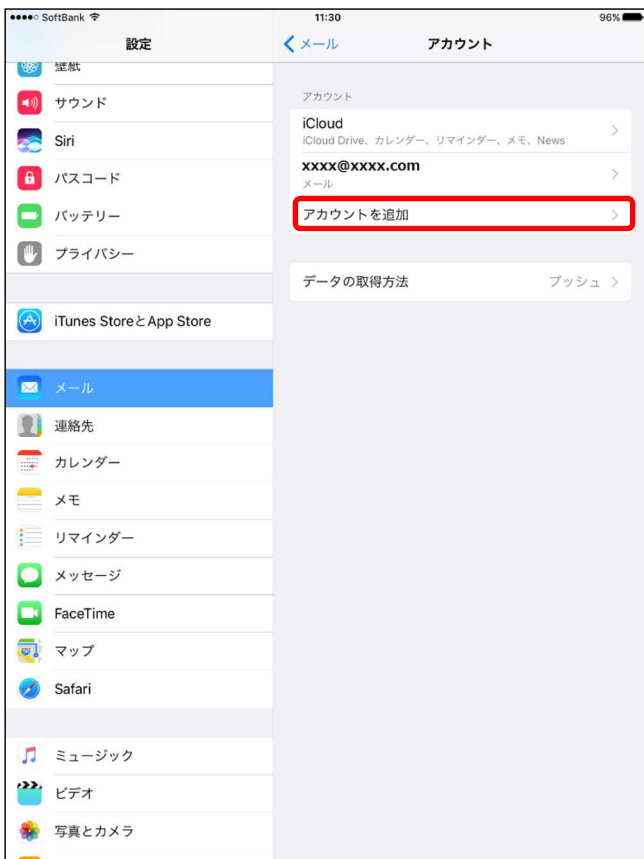 ●●●●○ SoftBank 11:30 96%
設定
メール アカウント
壁紙
サウンド
Siri
パスコード
バッテリー
プライバシー
iTunes StoreとApp Store
メール
連絡先
カレンダー
メモ
リマインダー
メッセージ
FaceTime
マップ
Safari
ミュージック
ビデオ
写真とカメラ
アカウント
iCloud
iCloud Drive、カレンダー、リマインダー、メモ、News
xxxx@xxxx.com
メール
アカウントを追加
データの取得方法 プッシュ